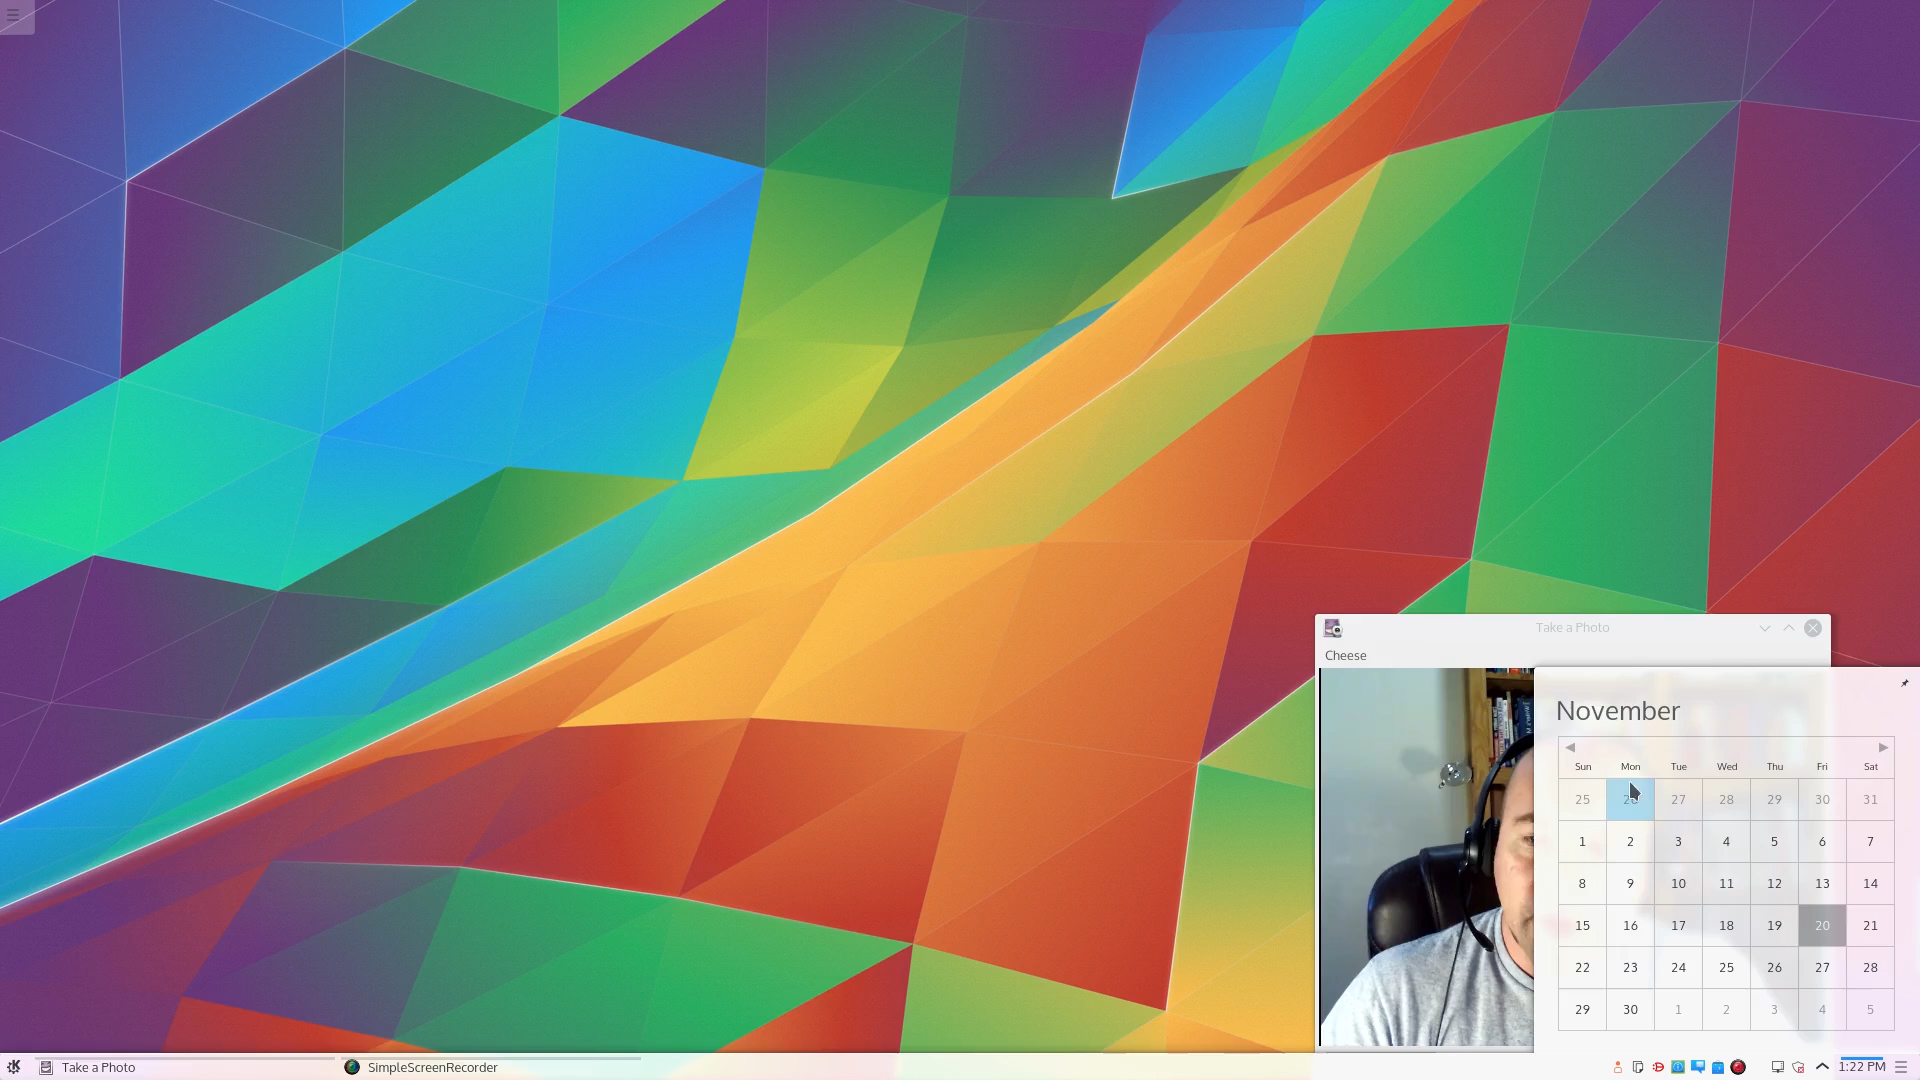 Take a Photo
Cheese
November
Sun Mon Tue Wed Thu Fri Sat
25 26 27 28 29 30 31
1 2 3 4 5 6 7
8 9 10 11 12 13 14
15 16 17 18 19 20 21
22 23 24 25 26 27 28
29 30 1 2 3 4 5
Take a Photo SimpleScreenRecorder 1:22 PM